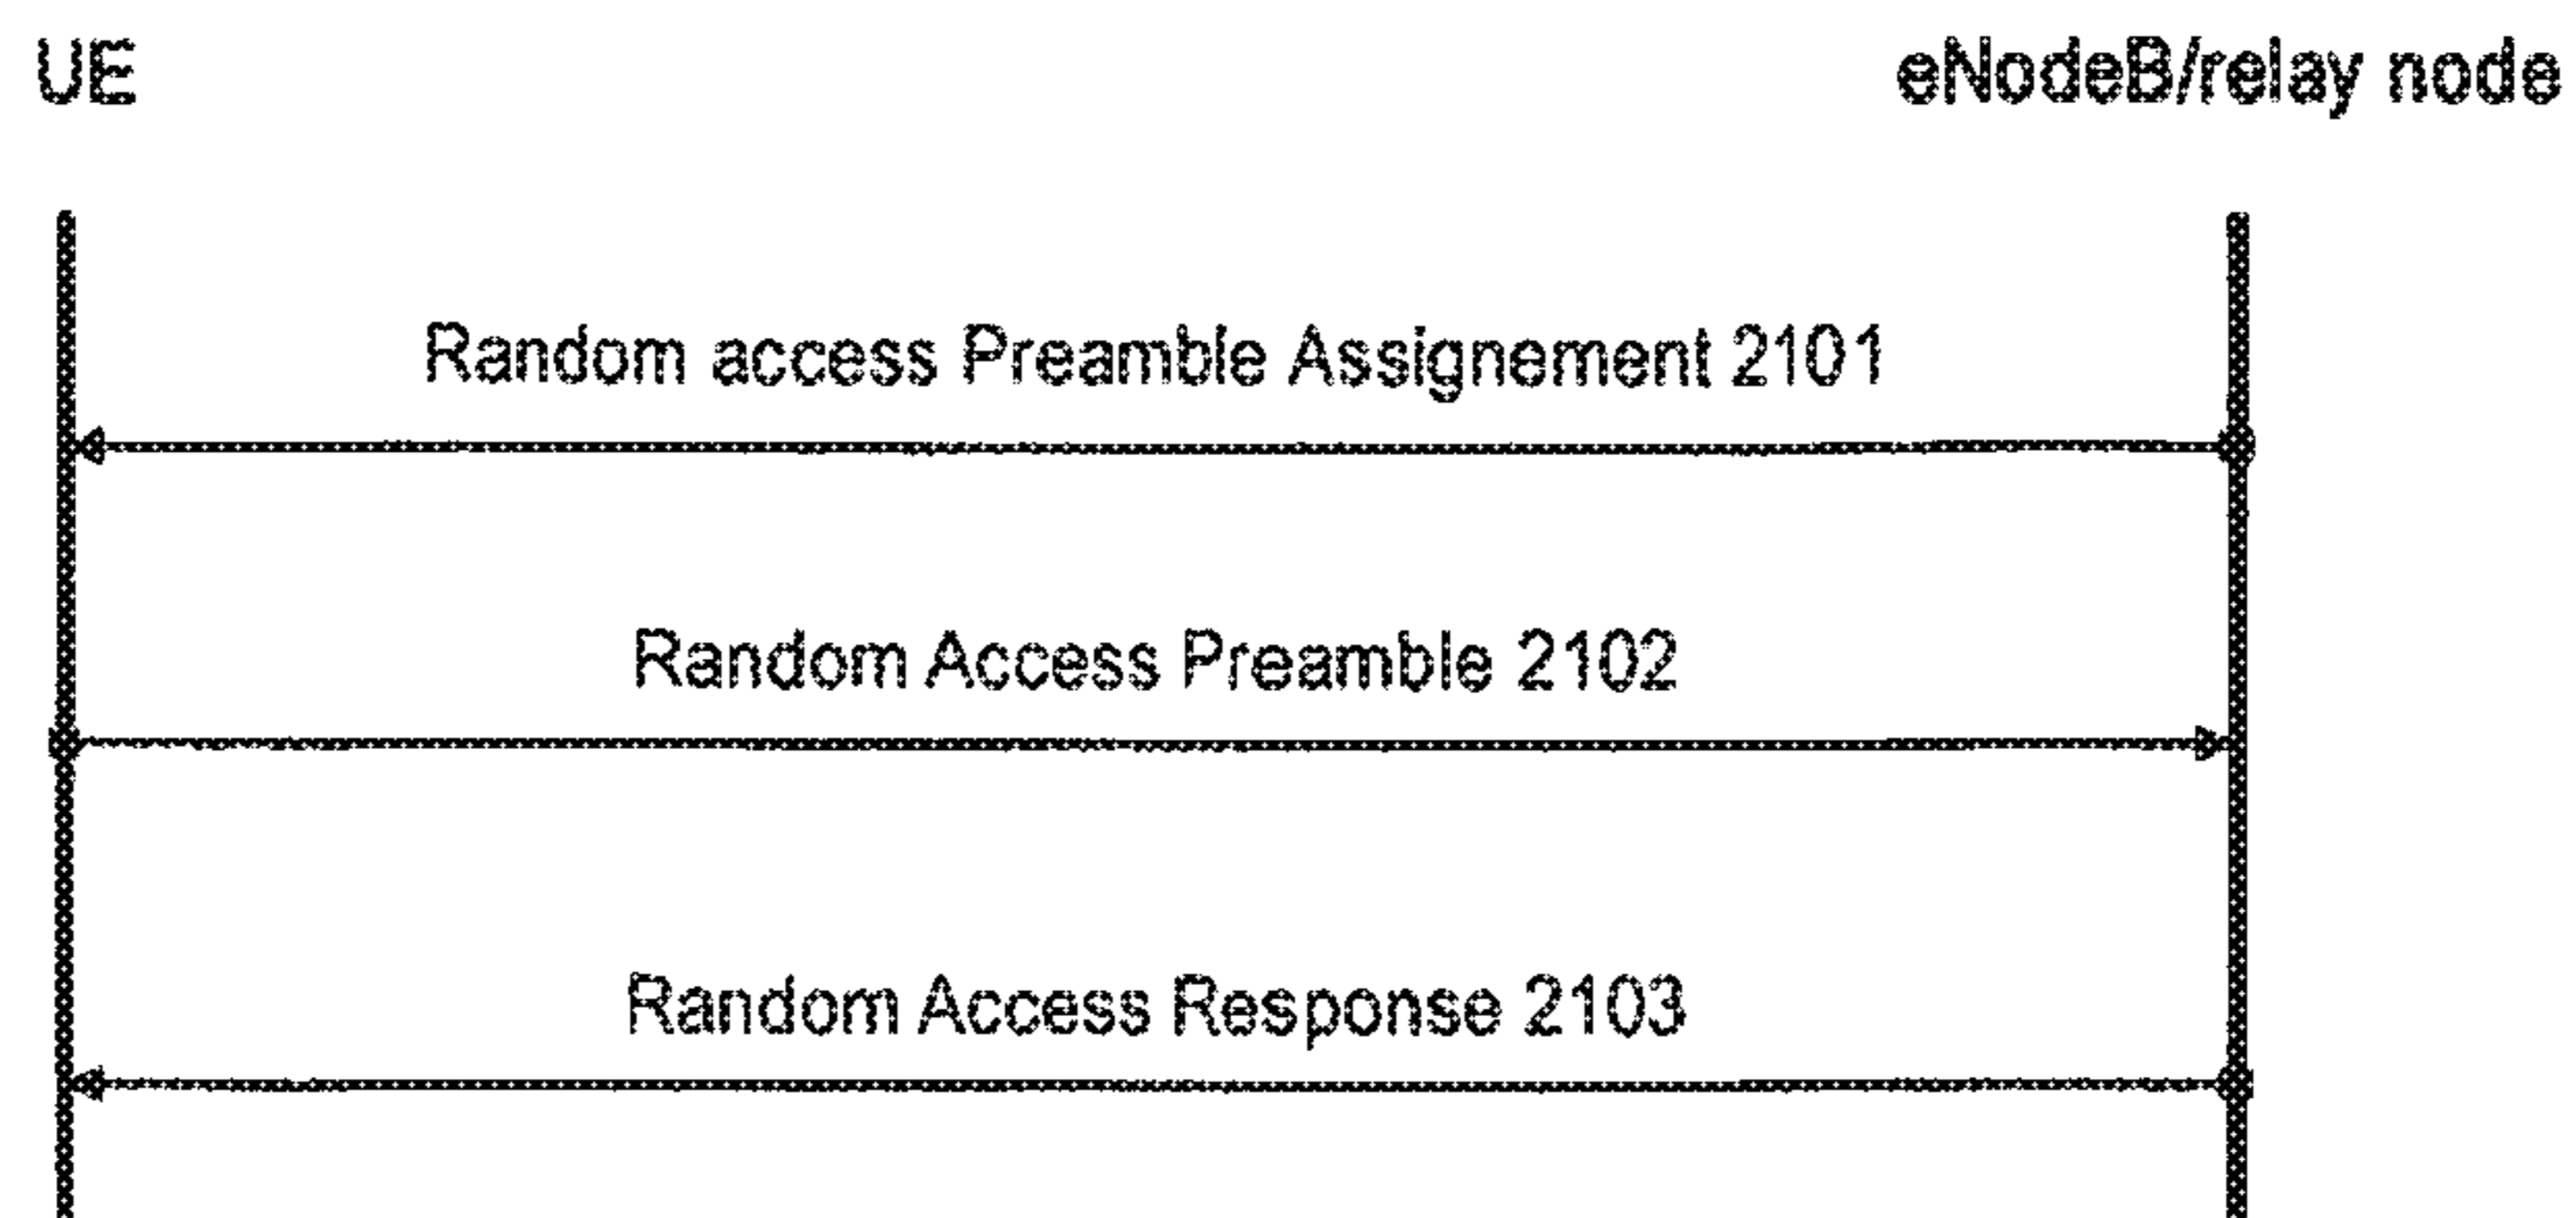 UE eNodeB/relay node
Random access Preamble Assignement 2101
Random Access Preamble 2102
Random Access Response 2103